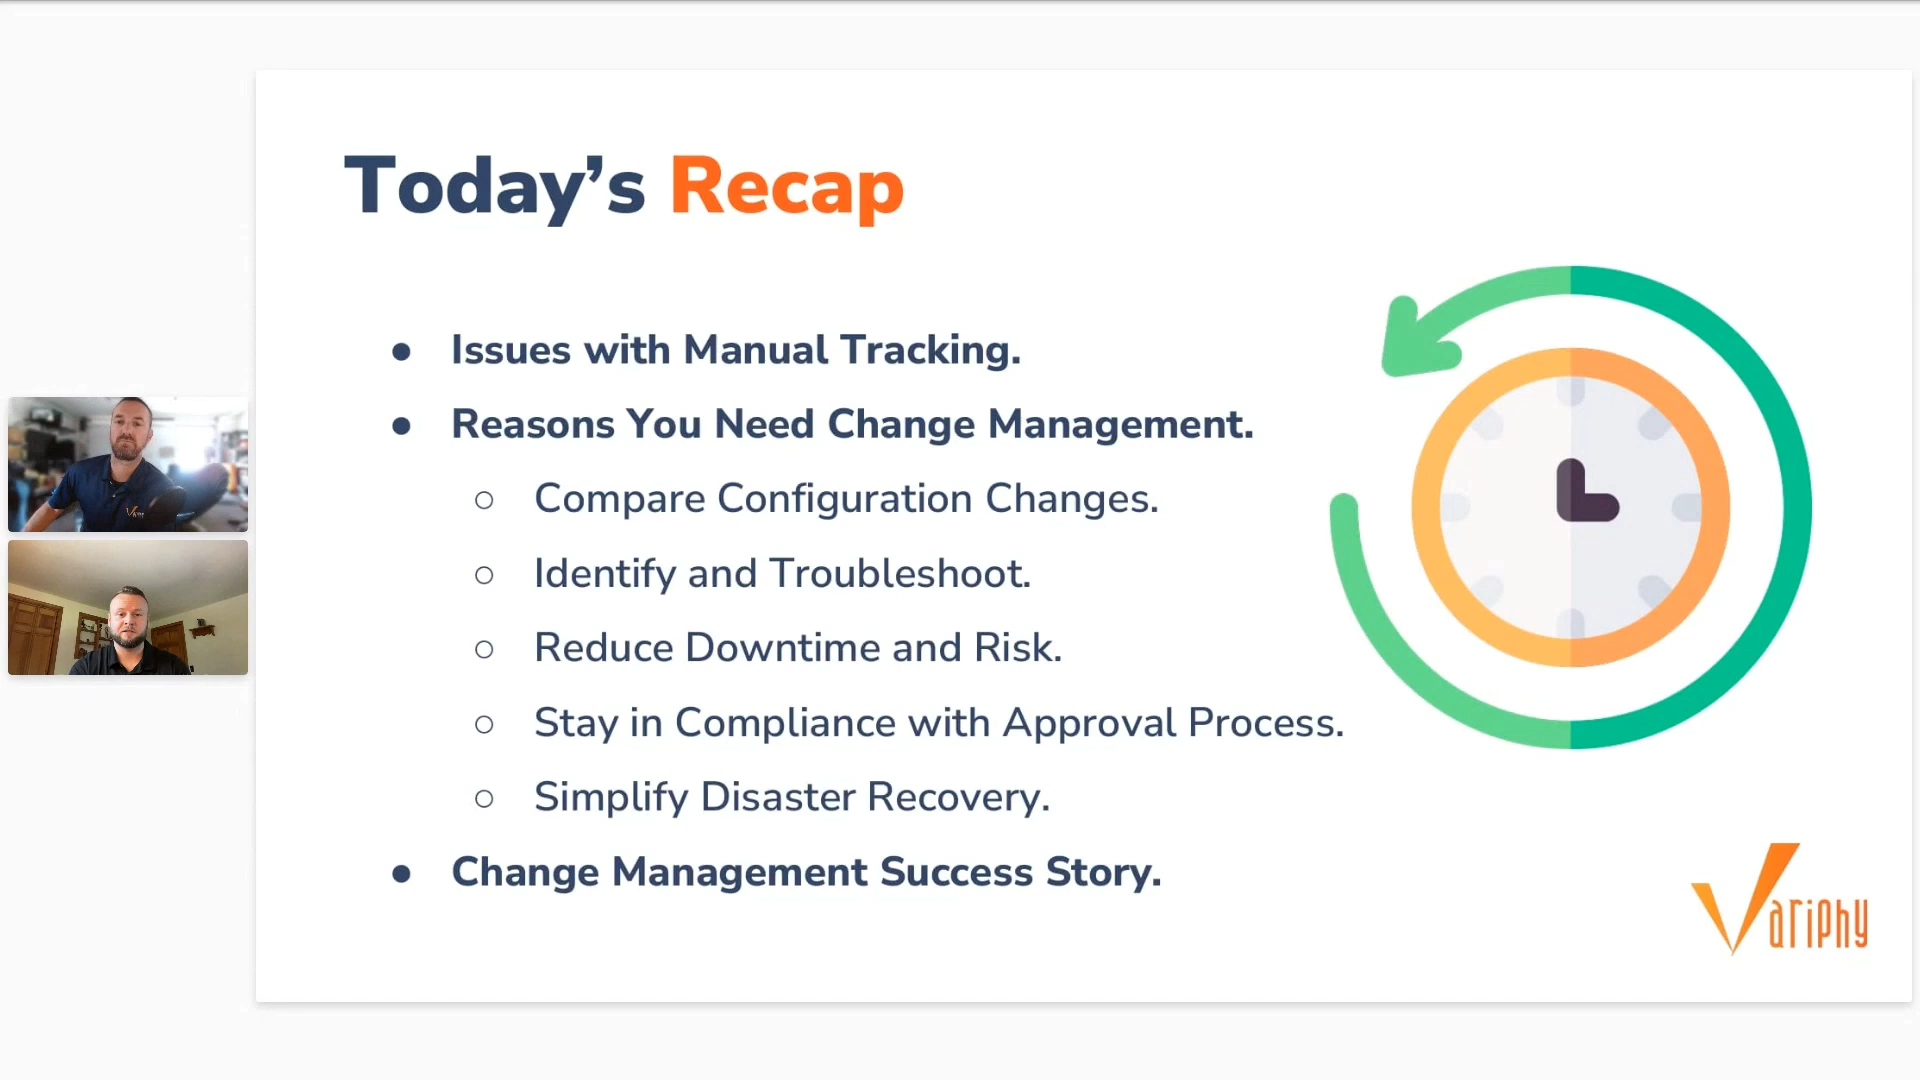 Today’s Recap
● Issues with Manual Tracking.
● Reasons You Need Change Management.
○ Compare Configuration Changes.
○ Identify and Troubleshoot.
○ Reduce Downtime and Risk.
○ Stay in Compliance with Approval Process.
○ Simplify Disaster Recovery.
● Change Management Success Story.
Variphy